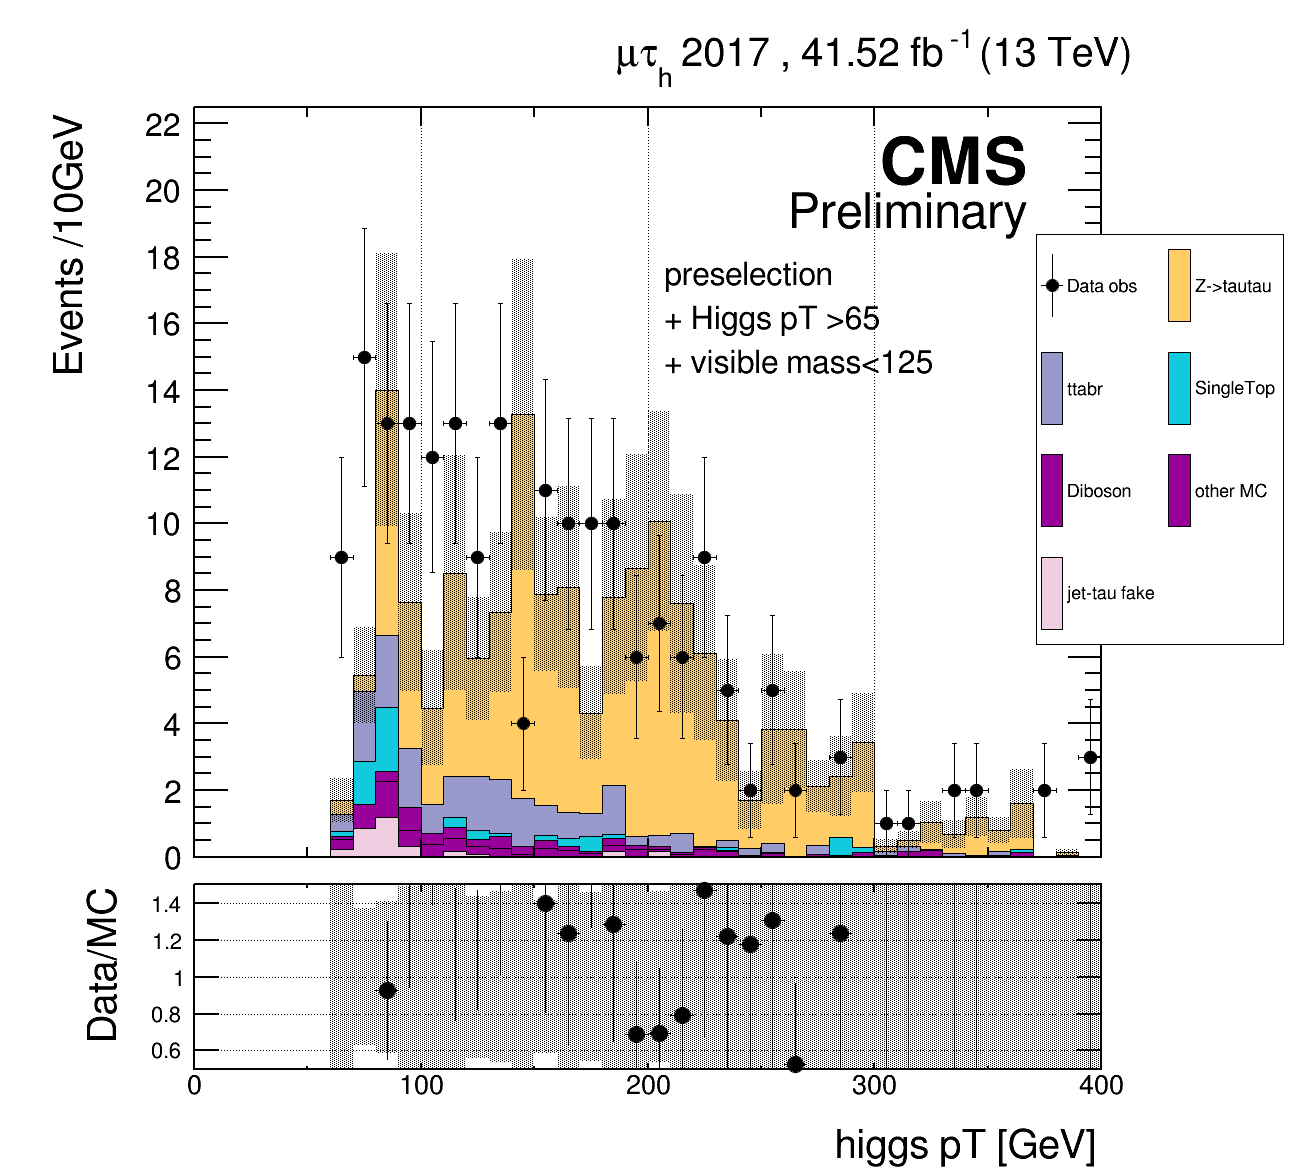 μτh 2017 , 41.52 fb-1 (13 TeV)
Events /10GeV
22
20
18
16
14
12
10
8
6
4
2
0
CMS
Preliminary
preselection
+ Higgs pT >65
+ visible mass<125
Data obs
Z->tautau
ttabr
SingleTop
Diboson
other MC
jet-tau fake
Data/MC
1.4
1.2
1
0.8
0.6
0
100
200
300
400
higgs pT [GeV]